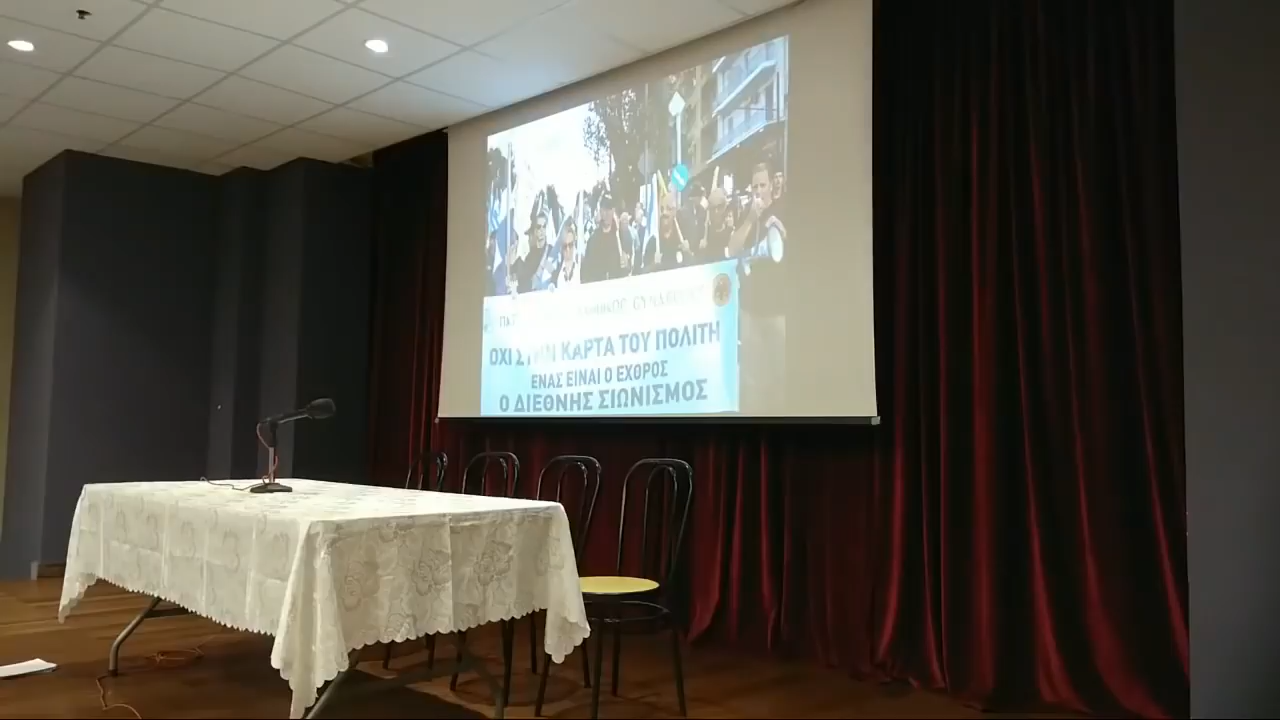 ΟΧΙ ΣΤΗΝ ΚΑΡΤΑ ΤΟΥ ΠΟΛΙΤΗ
ΕΝΑΣ ΕΙΝΑΙ Ο ΕΧΘΡΟΣ
Ο ΔΙΕΘΝΗΣ ΣΙΩΝΙΣΜΟΣ